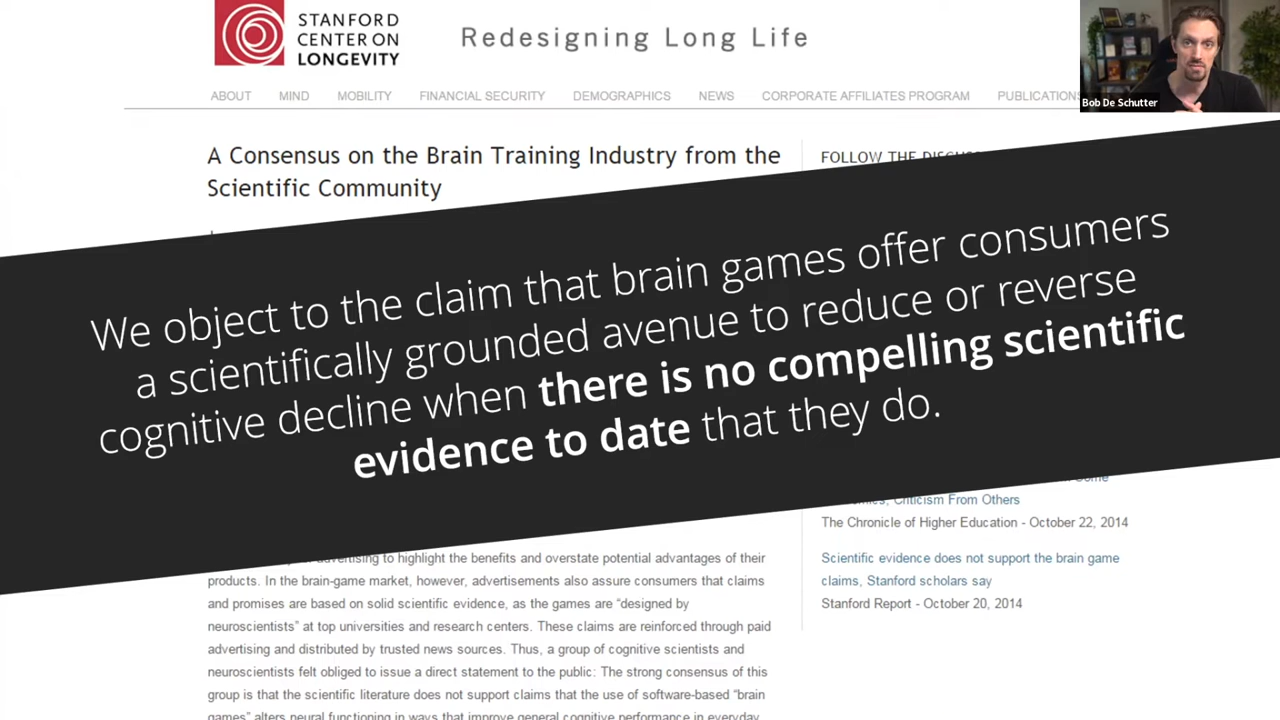 STANFORD
CENTER ON
LONGEVITY
Redesigning Long Life
ABOUT MIND MOBILITY FINANCIAL SECURITY DEMOGRAPHICS NEWS CORPORATE AFFILIATES PROGRAM PUBLICATIONS
Bob De Schutter
A Consensus on the Brain Training Industry from the
Scientific Community
FOLLOW THE
We object to the claim that brain games offer consumers
a scientifically grounded avenue to reduce or reverse
cognitive decline when there is no compelling scientific
evidence to date that they do.
Criticism From Others
The Chronicle of Higher Education - October 22, 2014
Scientific evidence does not support the brain game
claims, Stanford scholars say
Stanford Report - October 20, 2014
to highlight the benefits and overstate potential advantages of their
products. In the brain-game market, however, advertisements also assure consumers that claims
and promises are based on solid scientific evidence, as the games are “designed by
neuroscientists” at top universities and research centers. These claims are reinforced through paid
advertising and distributed by trusted news sources. Thus, a group of cognitive scientists and
neuroscientists felt obliged to issue a direct statement to the public: The strong consensus of this
group is that the scientific literature does not support claims that the use of software-based “brain
games” alters neural functioning in ways that improve general cognitive performance in everyday